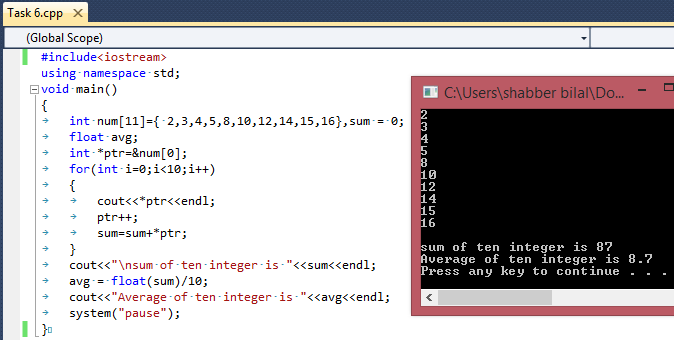 Task 6.cpp
(Global Scope)
#include<iostream>
using namespace std;
void main()
{
int num[11]={ 2,3,4,5,8,10,12,14,15,16},sum = 0;
float avg;
int *ptr=&num[0];
for(int i=0;i<10;i++)
{
cout<<*ptr<<endl;
ptr++;
sum=sum+*ptr;
}
cout<<"\nsum of ten integer is "<<sum<<endl;
avg = float(sum)/10;
cout<<"Average of ten integer is "<<avg<<endl;
system("pause");
}
C:\Users\shabber bilal\Do...
2
3
4
5
8
10
12
14
15
16
sum of ten integer is 87
Average of ten integer is 8.7
Press any key to continue . . .